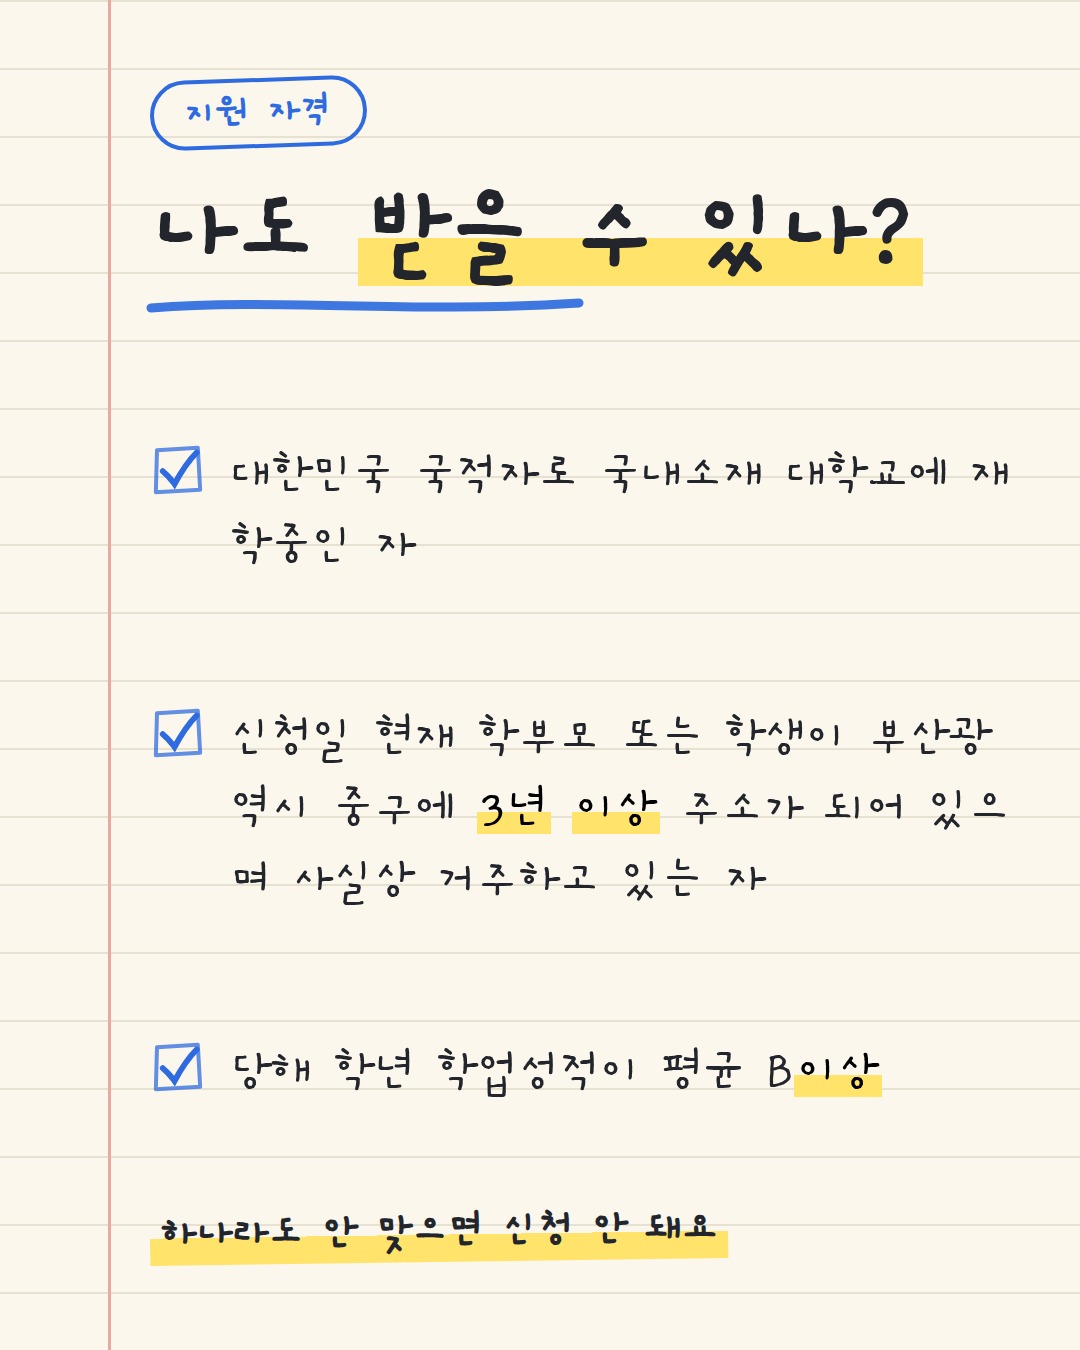 지원 자격
나도 받을 수 있나?
대한민국 국적자로 국내소재 대학교에 재
학중인 자
신청일 현재 학부모 또는 학생이 부산광
역시 중구에 3년 이상 주소가 되어 있으
며 사실상 거주하고 있는 자
당해 학년 학업성적이 평균 B이상
하나라도 안 맞으면 신청 안 돼요